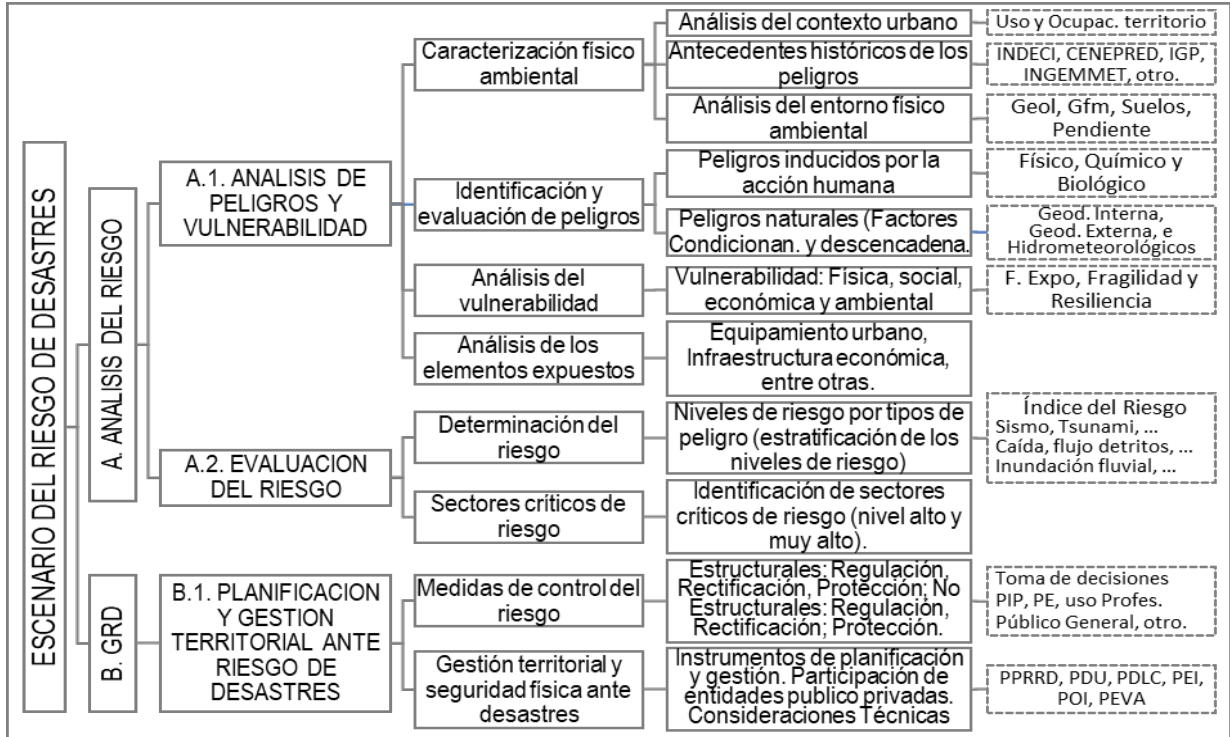 ESCENARIO DEL RIESGO DE DESASTRES
A. ANALISIS DEL RIESGO
A.1. ANALISIS DE
PELIGROS Y
VULNERABILIDAD
Caracterización físico
ambiental
Análisis del contexto urbano
Uso y Ocupac. territorio
Antecedentes históricos de los
peligros
INDECI, CENEPRED, IGP,
INGEMMET, otro.
Análisis del entorno físico
ambiental
Geol, Gfm, Suelos,
Pendiente
Identificación y
evaluación de peligros
Peligros inducidos por la
acción humana
Físico, Químico y
Biológico
Peligros naturales (Factores
Condicionan. y descencadena.
Geod. Interna,
Geod. Externa, e
Hidrometeorológicos
Análisis del
vulnerabilidad
Vulnerabilidad: Física, social,
económica y ambiental
F. Expo, Fragilidad y
Resiliencia
Análisis de los
elementos expuestos
Equipamiento urbano,
Infraestructura económica,
entre otras.
A.2. EVALUACION
DEL RIESGO
Determinación del
riesgo
Niveles de riesgo por tipos de
peligro (estratificación de los
niveles de riesgo)
Índice del Riesgo
Sismo, Tsunami, ...
Caída, flujo detritos, ...
Inundación fluvial, ...
Sectores críticos de
riesgo
Identificación de sectores
críticos de riesgo (nivel alto y
muy alto).
B. GRD
B.1. PLANIFICACION
Y GESTION
TERRITORIAL ANTE
RIESGO DE
DESASTRES
Medidas de control del
riesgo
Estructurales: Regulación,
Rectificación, Protección; No
Estructurales: Regulación,
Rectificación; Protección.
Toma de decisiones
PIP, PE, uso Profes.
Público General, otro.
Gestión territorial y
seguridad física ante
desastres
Instrumentos de planificación
y gestión. Participación de
entidades publico privadas.
Consideraciones Técnicas
PPRRD, PDU, PDLC, PEI,
POI, PEVA